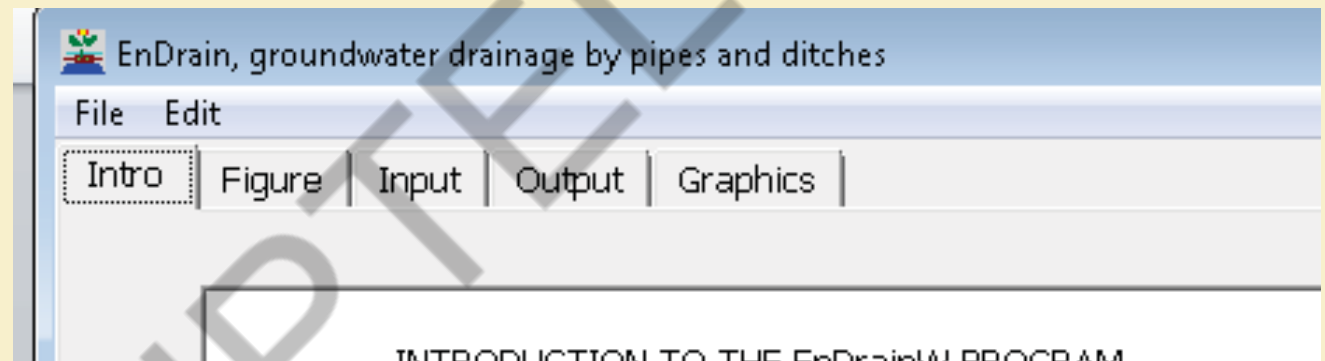 EnDrain, groundwater drainage by pipes and ditches
File Edit
Intro Figure Input Output Graphics
INTRODUCTION TO THE EnDrainW PROGRAM